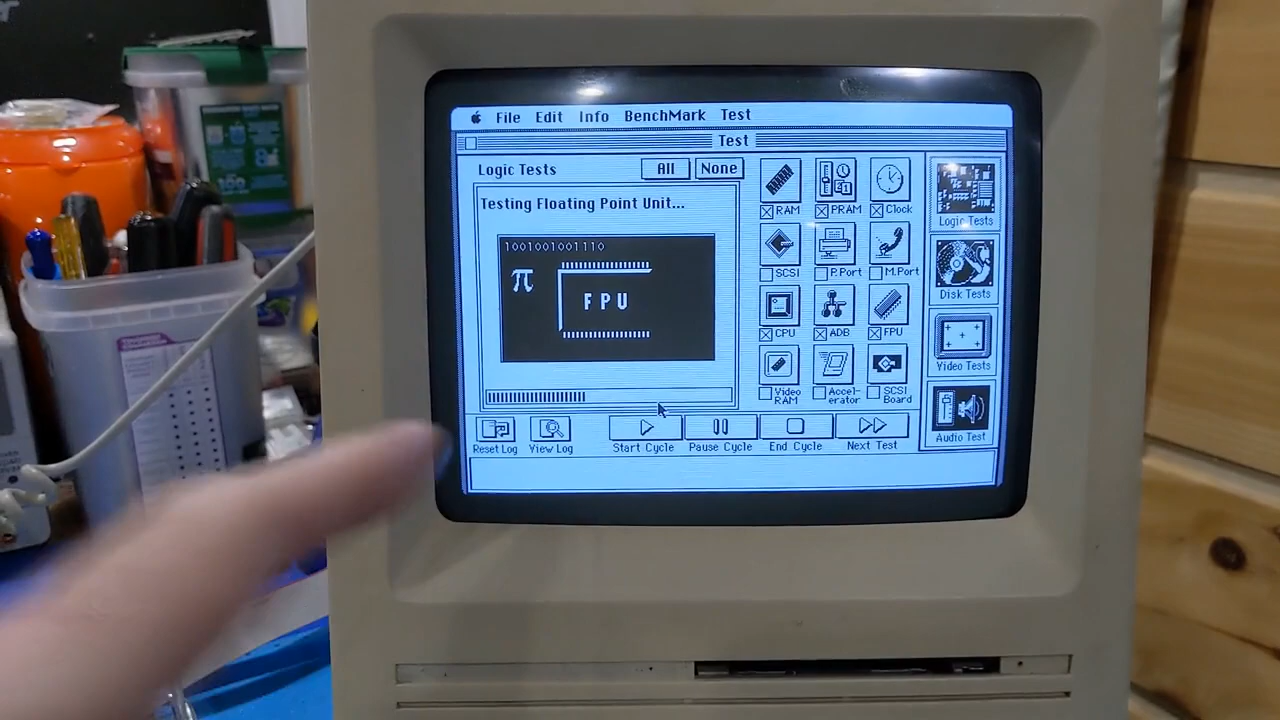 File Edit Info BenchMark Test
Test
Logic Tests All None
Testing Floating Point Unit...
1001001001110
π
FPU
RAM PRAM Clock
SCSI P.Port M.Port
CPU ADB FPU
Video RAM
Accel-erator
SCSI Board
Logic Tests
Disk Tests
Video Tests
Audio Test
Reset Log View Log Start Cycle Pause Cycle End Cycle Next Test